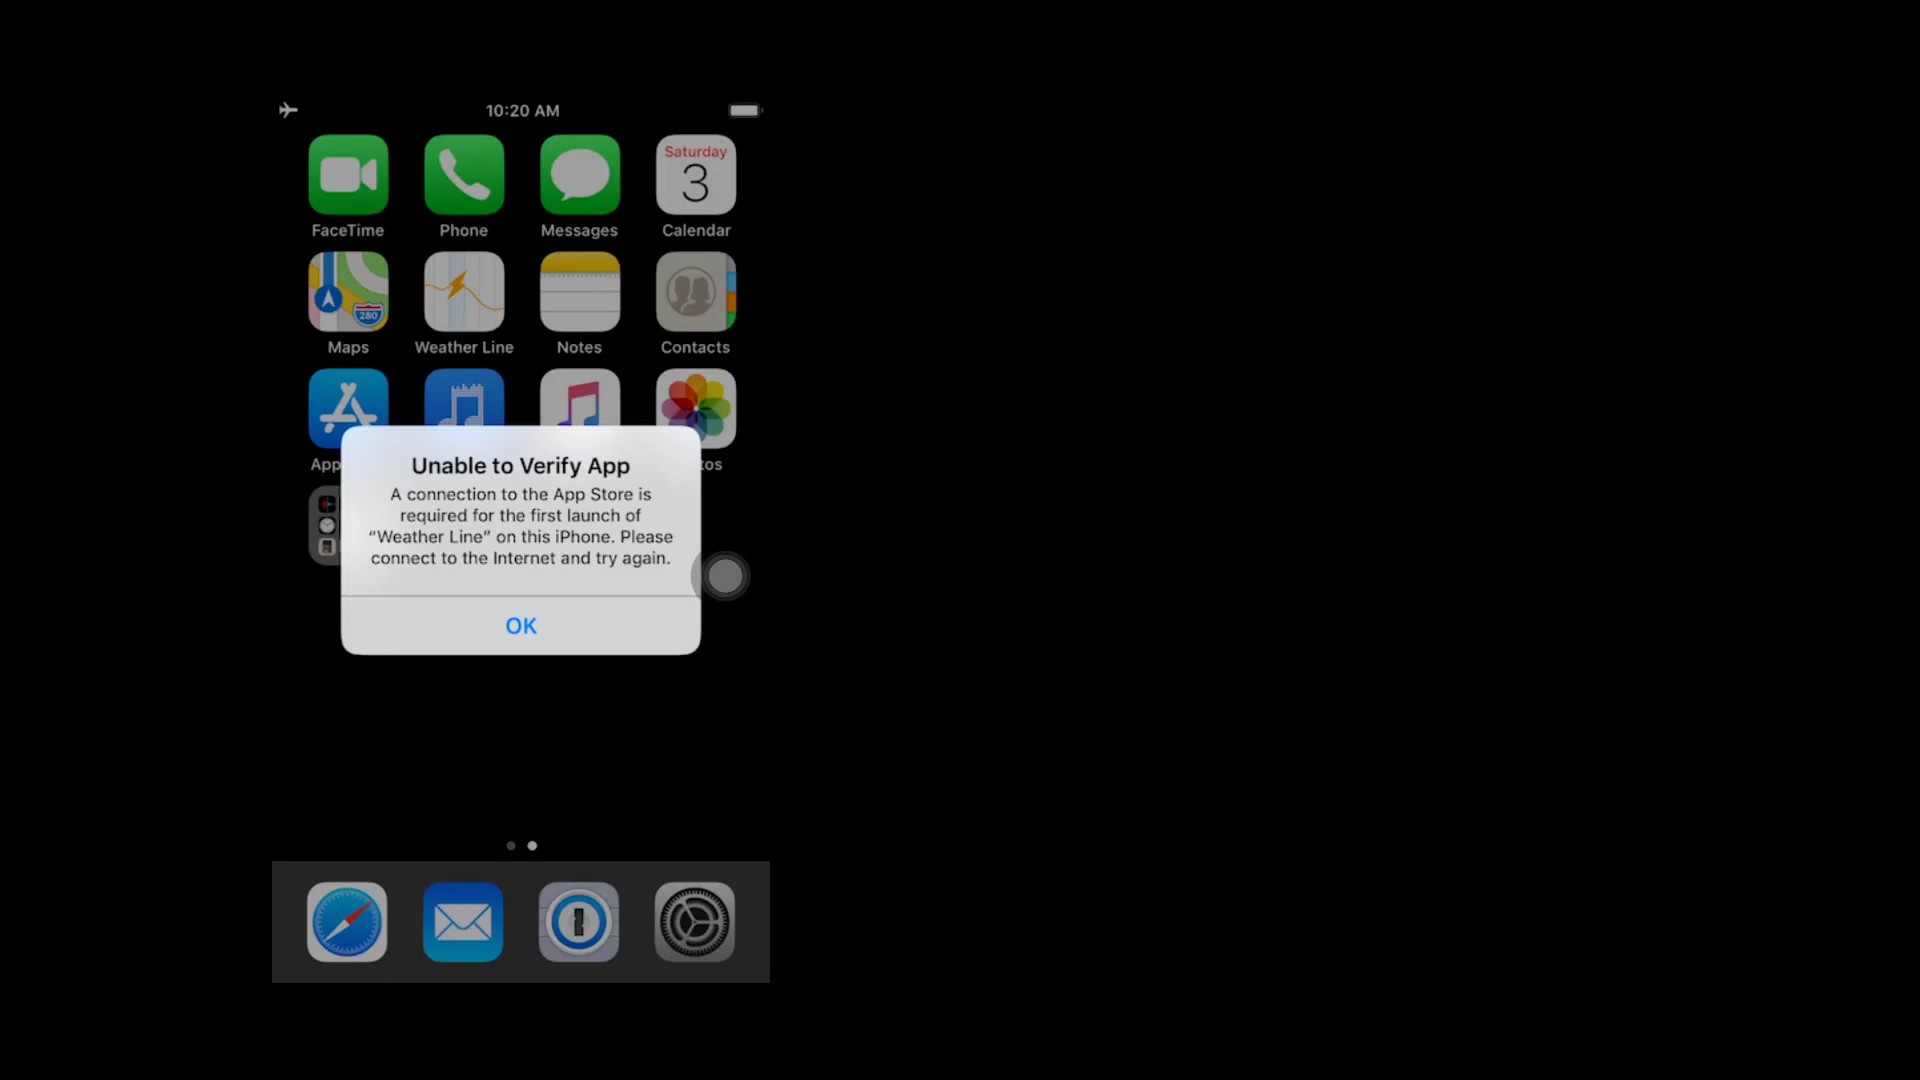 10:20 AM
Saturday
3
FaceTime
Phone
Messages
Calendar
280
Maps
Weather Line
Notes
Contacts
App
tos
Unable to Verify App
A connection to the App Store is
required for the first launch of
“Weather Line” on this iPhone. Please
connect to the Internet and try again.
OK